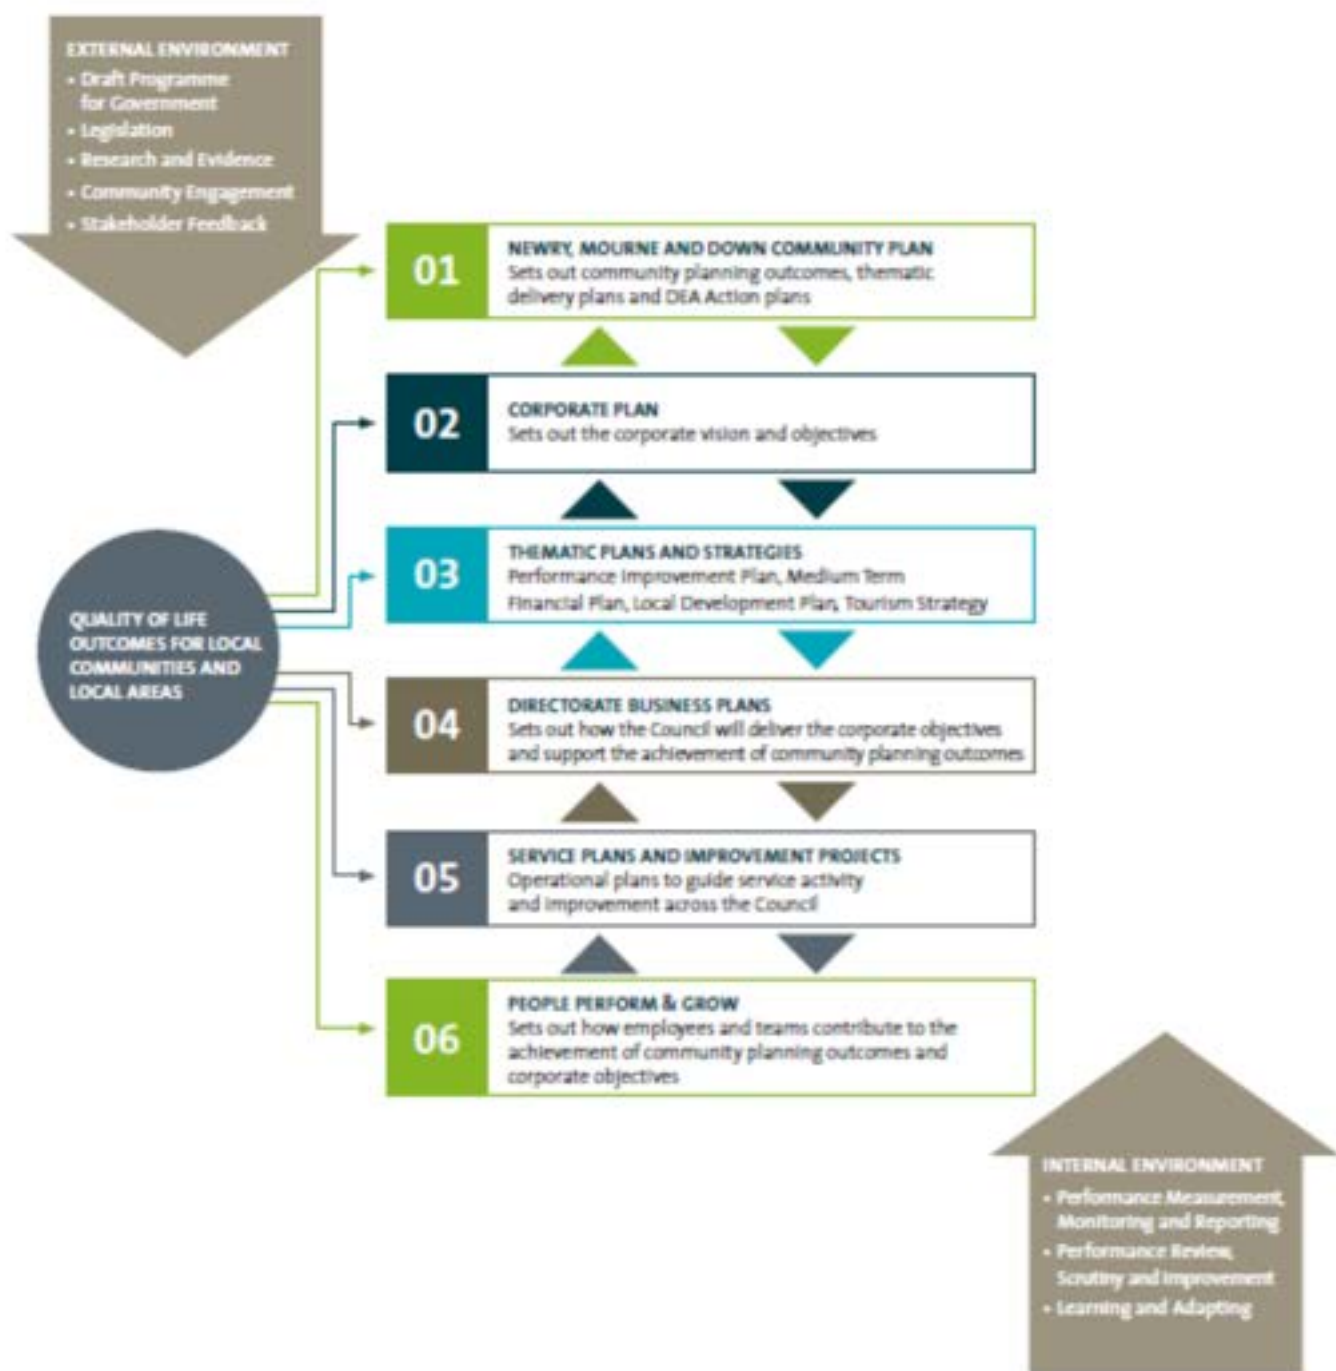 EXTERNAL ENVIRONMENT
• Draft Programme
for Government
• Legislation
• Research and Evidence
• Community Engagement
• Stakeholder Feedback
01
NEWRY, MOURNE AND DOWN COMMUNITY PLAN
Sets out community planning outcomes, thematic
delivery plans and DEA Action plans
02
CORPORATE PLAN
Sets out the corporate vision and objectives
03
THEMATIC PLANS AND STRATEGIES
Performance Improvement Plan, Medium Term
Financial Plan, Local Development Plan, Tourism Strategy
QUALITY OF LIFE
OUTCOMES FOR LOCAL
COMMUNITIES AND
LOCAL AREAS
04
DIRECTORATE BUSINESS PLANS
Sets out how the Council will deliver the corporate objectives
and support the achievement of community planning outcomes
05
SERVICE PLANS AND IMPROVEMENT PROJECTS
Operational plans to guide service activity
and improvement across the Council
06
PEOPLE PERFORM & GROW
Sets out how employees and teams contribute to the
achievement of community planning outcomes and
corporate objectives
INTERNAL ENVIRONMENT
• Performance Measurement,
Monitoring and Reporting
• Performance Review,
Scrutiny and Improvement
• Learning and Adapting